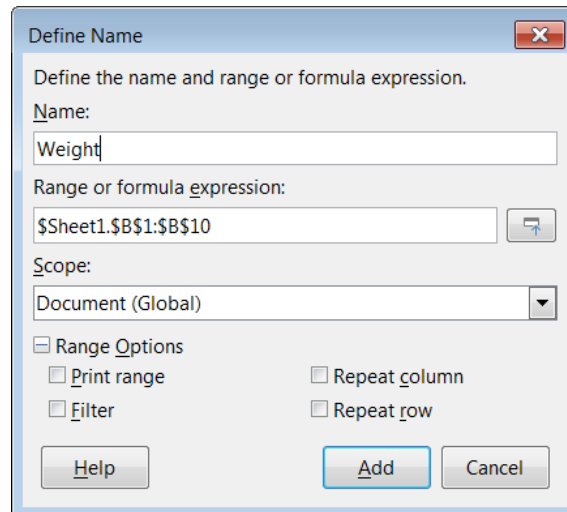 Define Name
Define the name and range or formula expression.
Name:
Weight
Range or formula expression:
$Sheet1.$B$1:$B$10
Scope:
Document (Global)
Range Options
Print range Repeat column
Filter Repeat row
Help Add Cancel